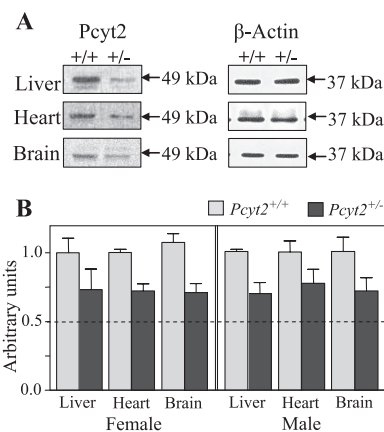 A Pcyt2 β-Actin
+/+ +/- +/+ +/-
Liver 49 kDa 37 kDa
Heart 49 kDa 37 kDa
Brain 49 kDa 37 kDa
B Pcyt2+/+ Pcyt2+/-
Arbitrary units
1.0
0.5
0.0
Liver Heart Brain Liver Heart Brain
Female Male